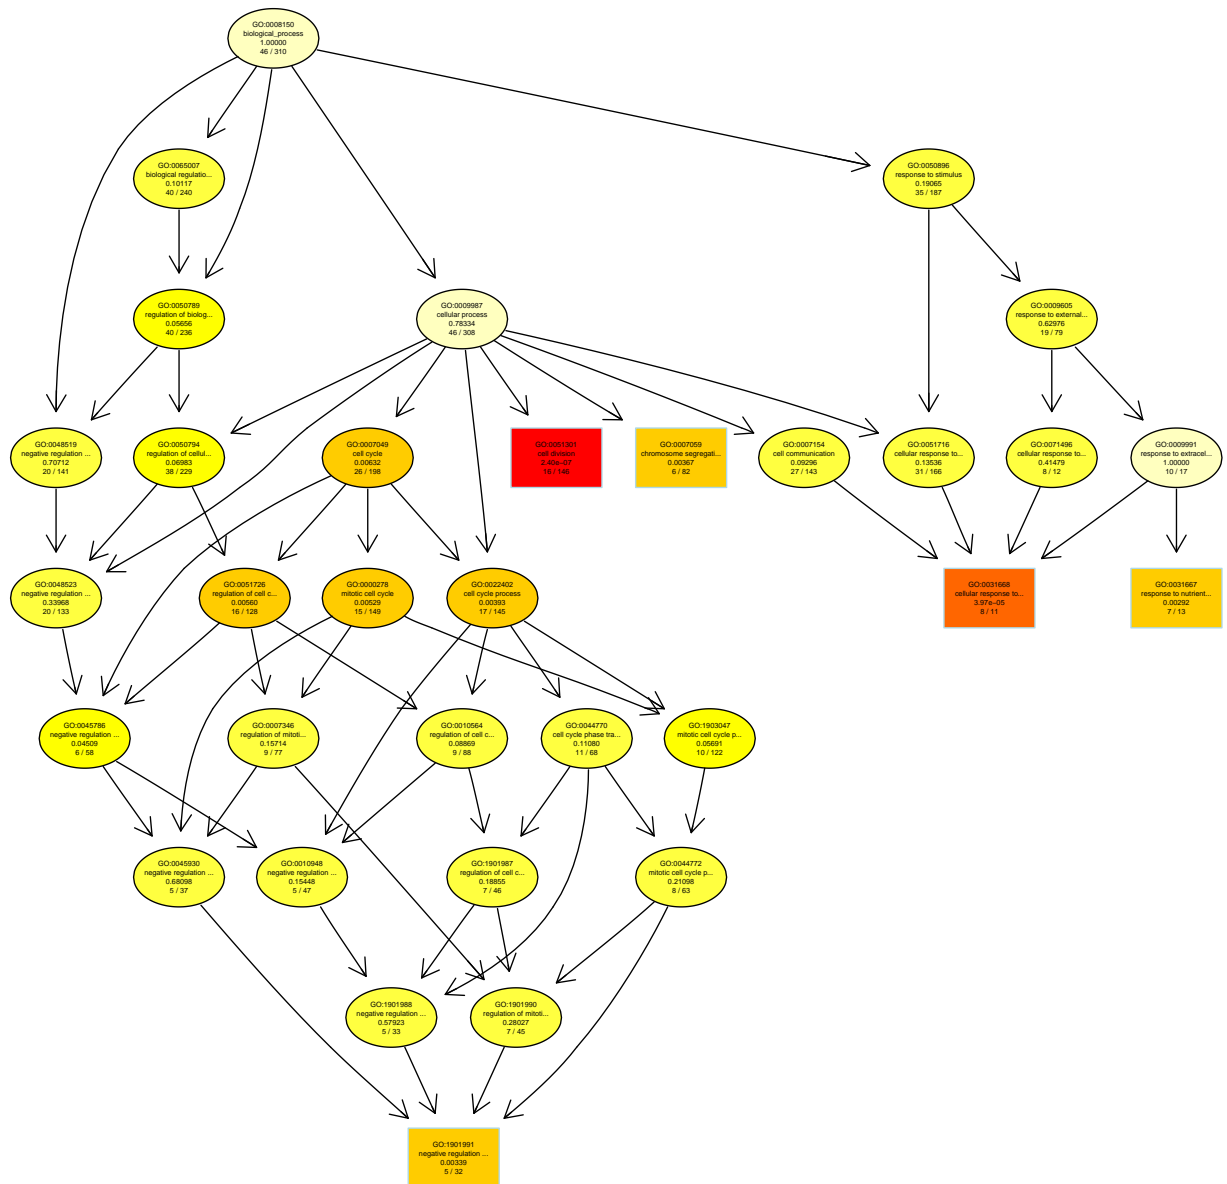 GO:0008150
biological_process
1.00000
46 / 310
GO:0065007
biological regulatio...
0.10117
40 / 240
GO:0050896
response to stimulus
0.19065
35 / 187
GO:0050789
regulation of biolog...
0.05656
40 / 236
GO:0009987
cellular process
0.78334
46 / 308
GO:0009605
response to external...
0.62976
19 / 79
GO:0048519
negative regulation ...
0.70712
20 / 141
GO:0050794
regulation of cellul...
0.06983
38 / 229
GO:0007049
cell cycle
0.00632
26 / 198
GO:0051301
cell division
2.40e-07
16 / 146
GO:0007059
chromosome segregati...
0.00367
6 / 82
GO:0007154
cell communication
0.09296
27 / 143
GO:0051716
cellular response to...
0.13536
31 / 166
GO:0071496
cellular response to...
0.41479
8 / 12
GO:0009991
response to extracel...
1.00000
10 / 17
GO:0048523
negative regulation ...
0.33968
20 / 133
GO:0051726
regulation of cell c...
0.00560
16 / 128
GO:0000278
mitotic cell cycle
0.00529
15 / 149
GO:0022402
cell cycle process
0.00393
17 / 145
GO:0031668
cellular response to...
3.97e-05
8 / 11
GO:0031667
response to nutrient...
0.00292
7 / 13
GO:0045786
negative regulation ...
0.04509
6 / 58
GO:0007346
regulation of mitoti...
0.15714
9 / 77
GO:0010564
regulation of cell c...
0.08869
9 / 88
GO:0044770
cell cycle phase tra...
0.11080
11 / 68
GO:1903047
mitotic cell cycle p...
0.05691
10 / 122
GO:0045930
negative regulation ...
0.68098
5 / 37
GO:0010948
negative regulation ...
0.15448
5 / 47
GO:1901987
regulation of cell c...
0.18855
7 / 46
GO:0044772
mitotic cell cycle p...
0.21098
8 / 63
GO:1901988
negative regulation ...
0.57923
5 / 33
GO:1901990
regulation of mitoti...
0.28027
7 / 45
GO:1901991
negative regulation ...
0.00339
5 / 32